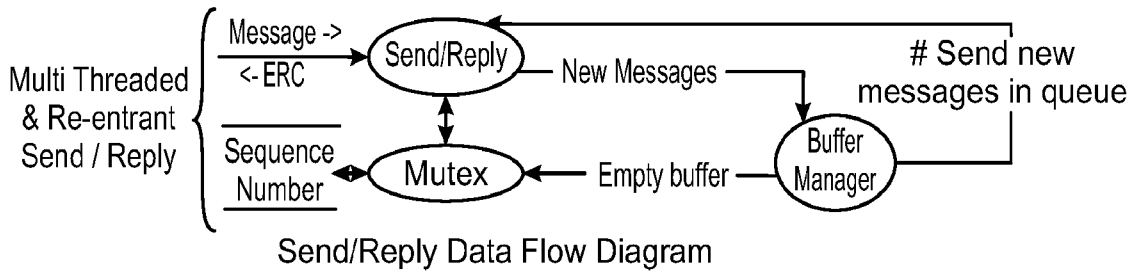 Multi Threaded
& Re-entrant
Send / Reply
Message ->
<- ERC
Sequence
Number
Send/Reply
Mutex
New Messages
Empty buffer
Buffer
Manager
# Send new
messages in queue
Send/Reply Data Flow Diagram